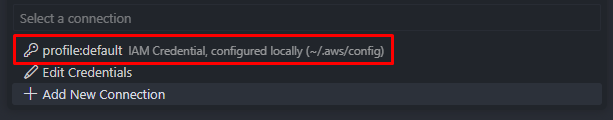 Select a connection
profile:default IAM Credential, configured locally (~/.aws/config)
Edit Credentials
Add New Connection